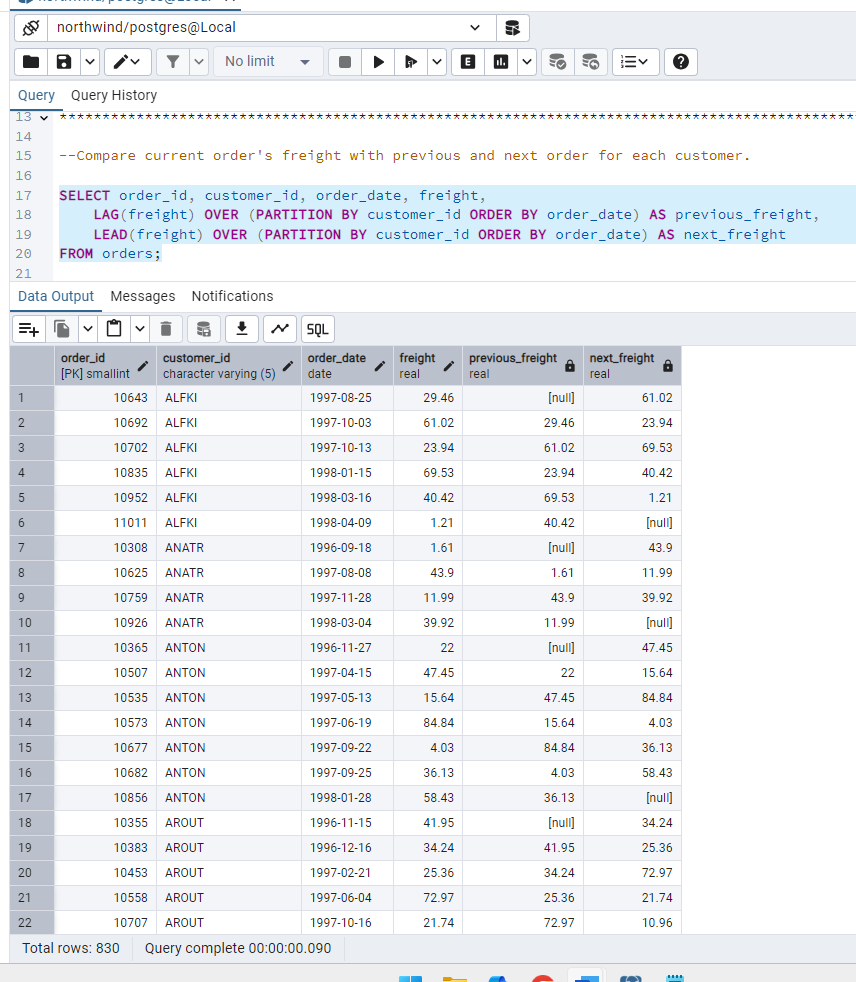 northwind/postgres@Local
No limit
Query Query History
13 ****************************************************************************************************
14
15 --Compare current order's freight with previous and next order for each customer.
16
17 SELECT order_id, customer_id, order_date, freight,
18 LAG(freight) OVER (PARTITION BY customer_id ORDER BY order_date) AS previous_freight,
19 LEAD(freight) OVER (PARTITION BY customer_id ORDER BY order_date) AS next_freight
20 FROM orders;
21
Data Output Messages Notifications
SQL
order_id customer_id order_date freight previous_freight next_freight
[PK] smallint character varying (5) date real real real
1 10643 ALFKI 1997-08-25 29.46 [null] 61.02
2 10692 ALFKI 1997-10-03 61.02 29.46 23.94
3 10702 ALFKI 1997-10-13 23.94 61.02 69.53
4 10835 ALFKI 1998-01-15 69.53 23.94 40.42
5 10952 ALFKI 1998-03-16 40.42 69.53 1.21
6 11011 ALFKI 1998-04-09 1.21 40.42 [null]
7 10308 ANATR 1996-09-18 1.61 [null] 43.9
8 10625 ANATR 1997-08-08 43.9 1.61 11.99
9 10759 ANATR 1997-11-28 11.99 43.9 39.92
10 10926 ANATR 1998-03-04 39.92 11.99 [null]
11 10365 ANTON 1996-11-27 22 [null] 47.45
12 10507 ANTON 1997-04-15 47.45 22 15.64
13 10535 ANTON 1997-05-13 15.64 47.45 84.84
14 10573 ANTON 1997-06-19 84.84 15.64 4.03
15 10677 ANTON 1997-09-22 4.03 84.84 36.13
16 10682 ANTON 1997-09-25 36.13 4.03 58.43
17 10856 ANTON 1998-01-28 58.43 36.13 [null]
18 10355 AROUT 1996-11-15 41.95 [null] 34.24
19 10383 AROUT 1996-12-16 34.24 41.95 25.36
20 10453 AROUT 1997-02-21 25.36 34.24 72.97
21 10558 AROUT 1997-06-04 72.97 25.36 21.74
22 10707 AROUT 1997-10-16 21.74 72.97 10.96
Total rows: 830 Query complete 00:00:00.090